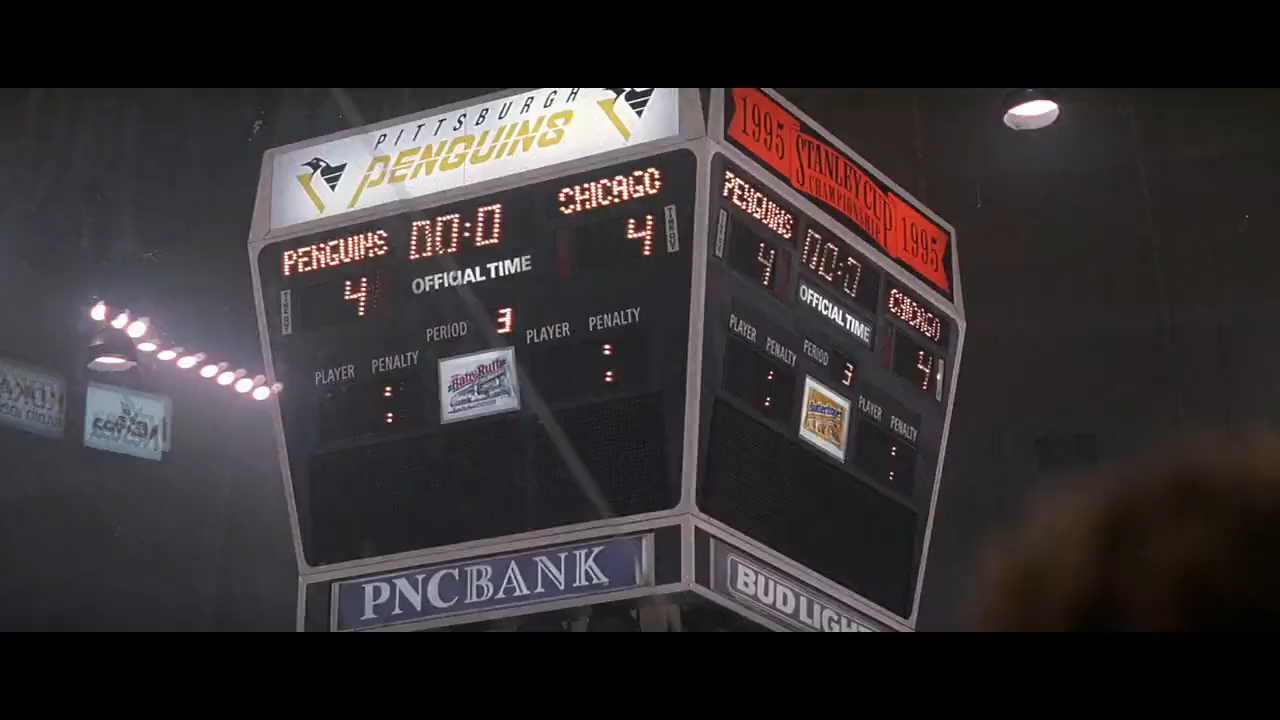 PITTSBURGH
PENGUINS
PENGUINS 00:0 CHICAGO
4 4
OFFICIAL TIME
PERIOD 3
PLAYER PENALTY
PLAYER PENALTY
Baby Ruth
PNCBANK
1995 STANLEY CUP CHAMPIONSHIP 1995
PENGUINS 00:0 CHICAGO
4 4
OFFICIAL TIME
PLAYER PENALTY
PERIOD 3
PLAYER PENALTY
BUD LIGHT